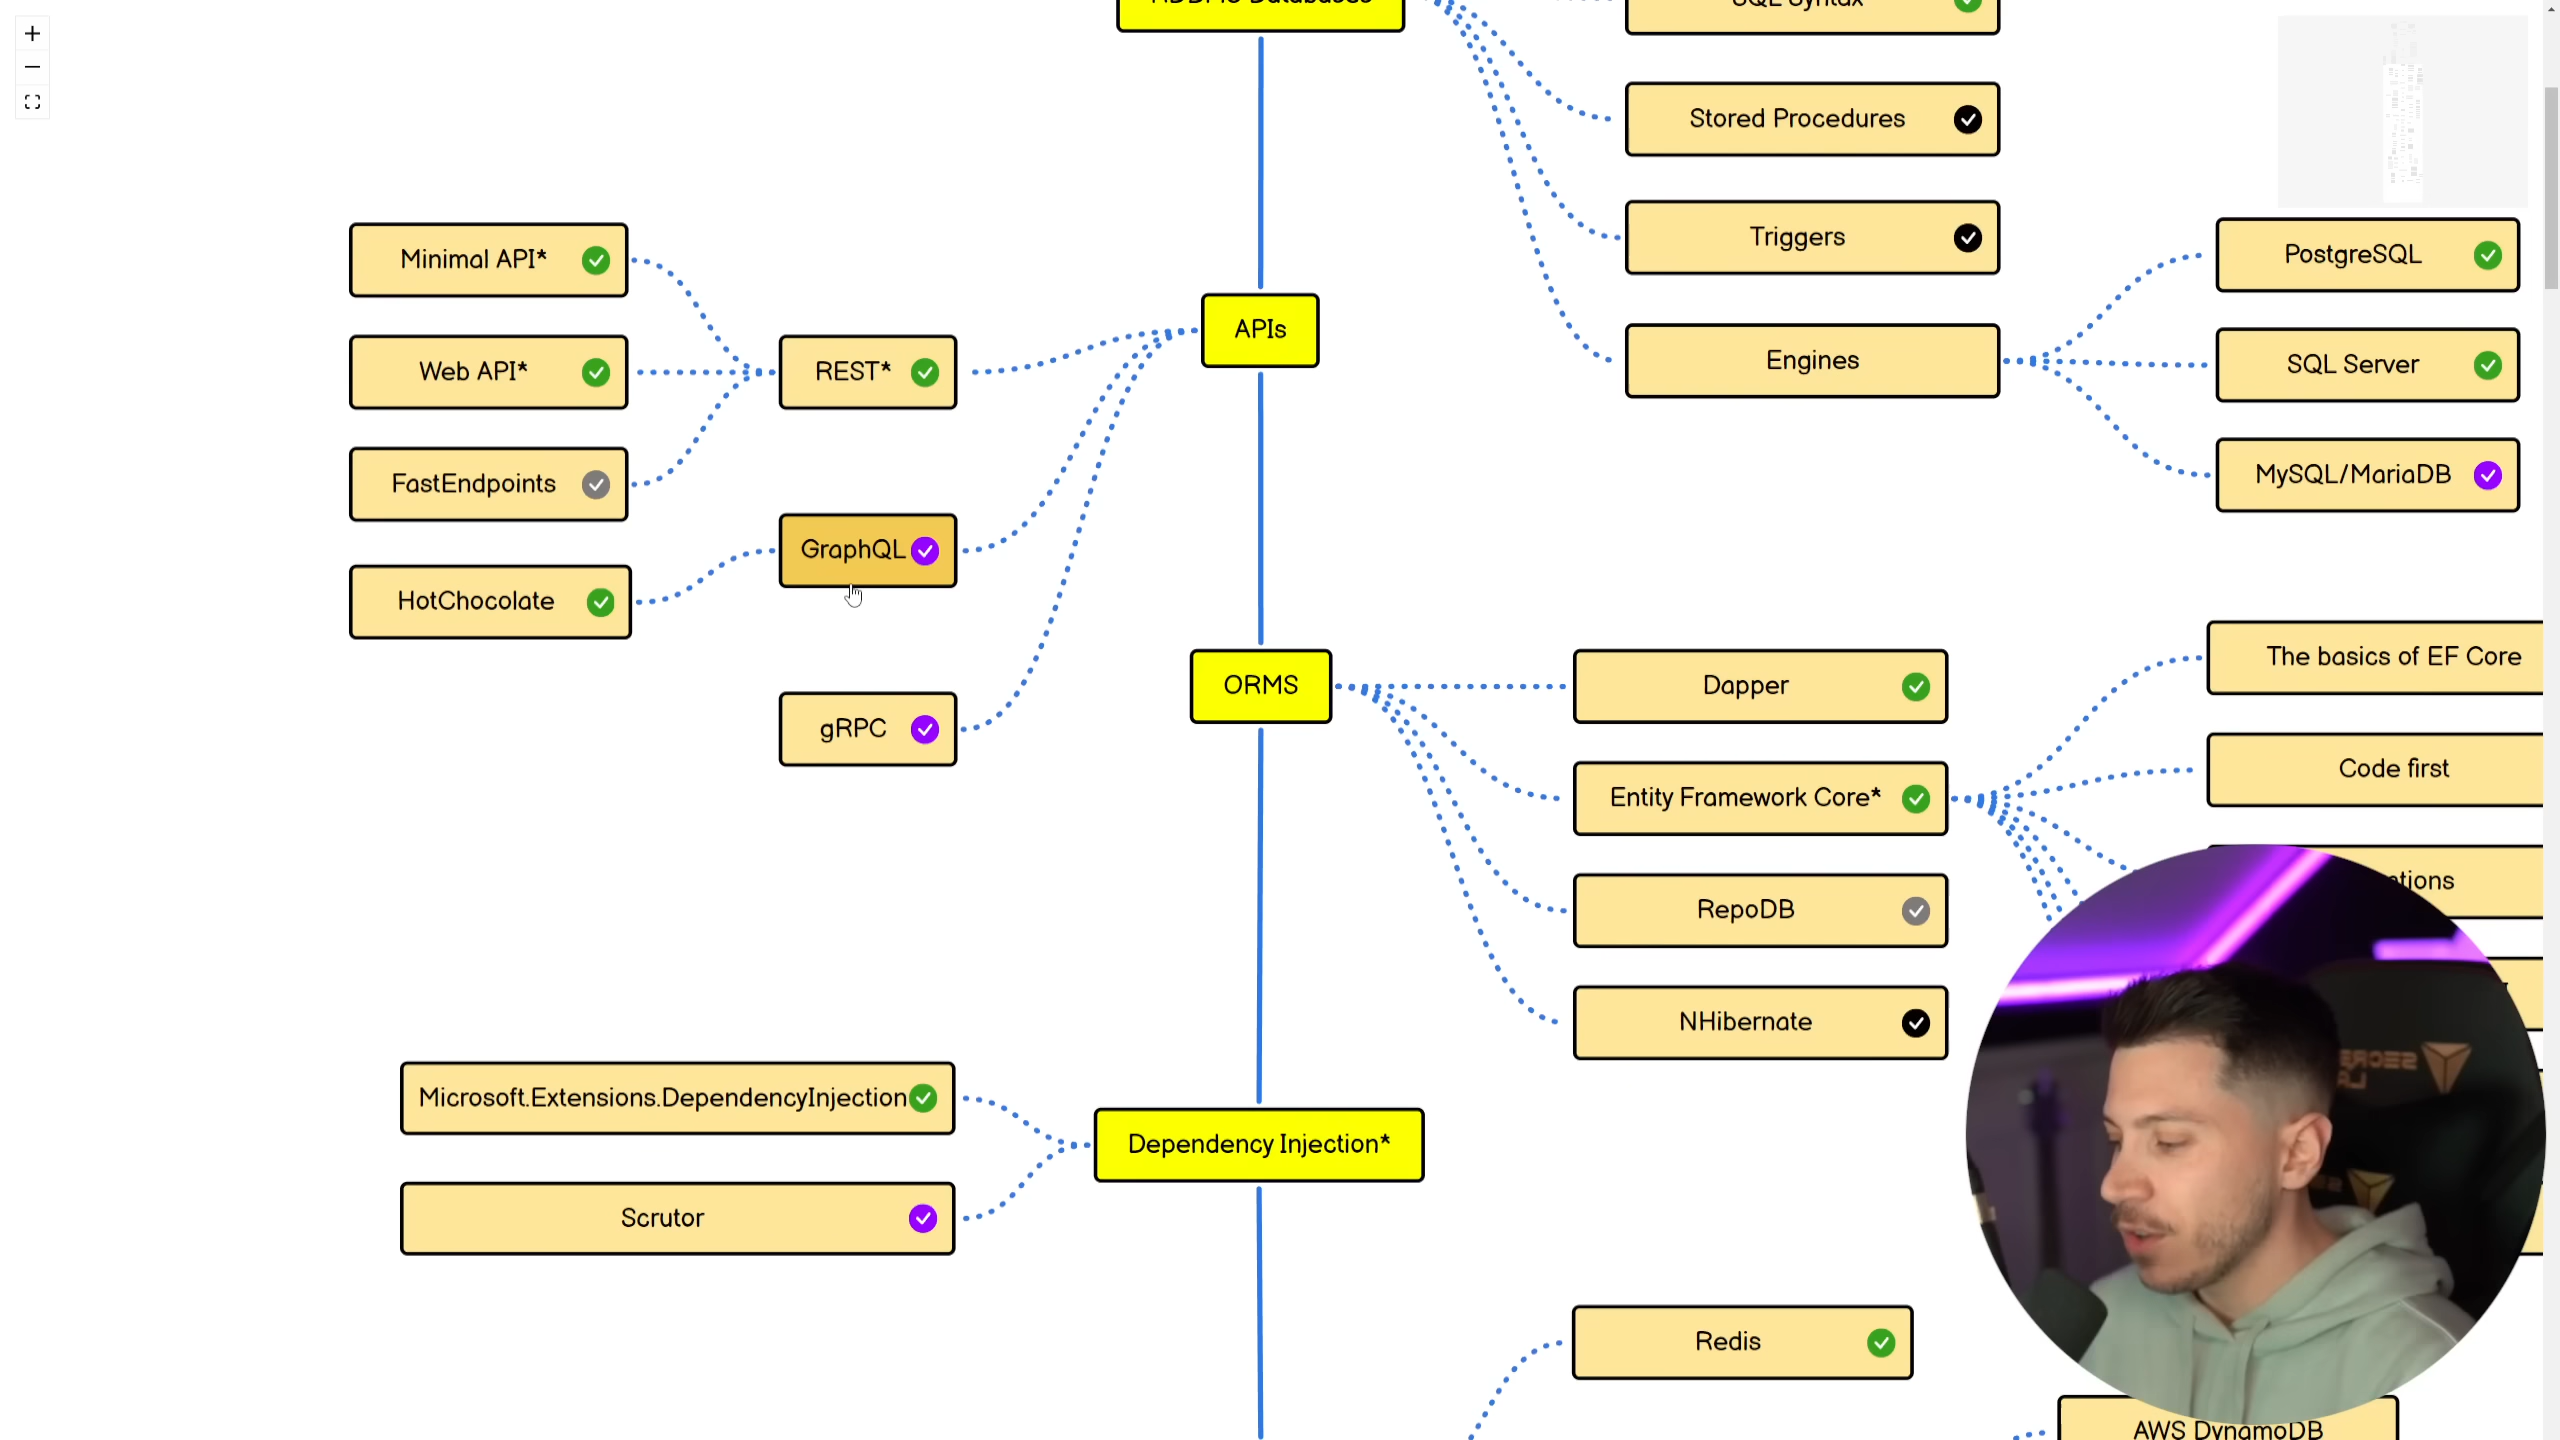 SQL Syntax
Stored Procedures
Triggers
Engines
PostgreSQL
SQL Server
MySQL/MariaDB
APIs
Minimal API*
Web API*
REST*
FastEndpoints
GraphQL
HotChocolate
gRPC
ORMS
Dapper
Entity Framework Core*
RepoDB
NHibernate
The basics of EF Core
Code first
Dependency Injection*
Microsoft.Extensions.DependencyInjection
Scrutor
Redis
AWS DynamoDB